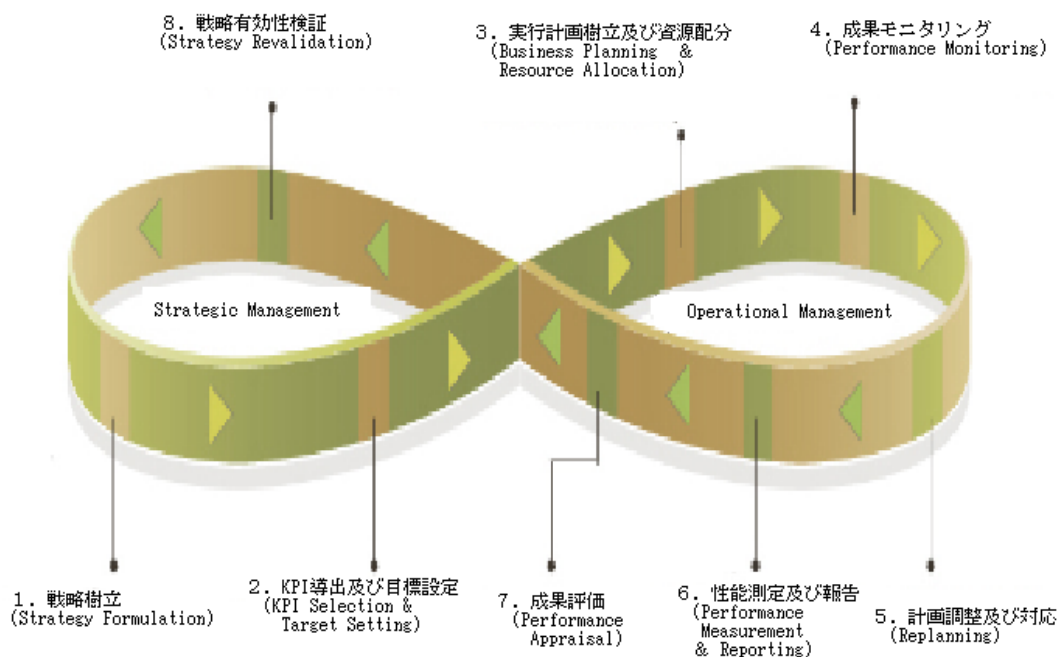 8. 戦略有効性検証
(Strategy Revalidation)
3. 実行計画樹立及び資源配分
(Business Planning &
Resource Allocation)
4. 成果モニタリング
(Performance Monitoring)
Strategic Management
Operational Management
1. 戦略樹立
(Strategy Formulation)
2. KPI導出及び目標設定
(KPI Selection &
Target Setting)
7. 成果評価
(Performance
Appraisal)
6. 性能測定及び報告
(Performance
Measurement
& Reporting)
5. 計画調整及び対応
(Replanning)